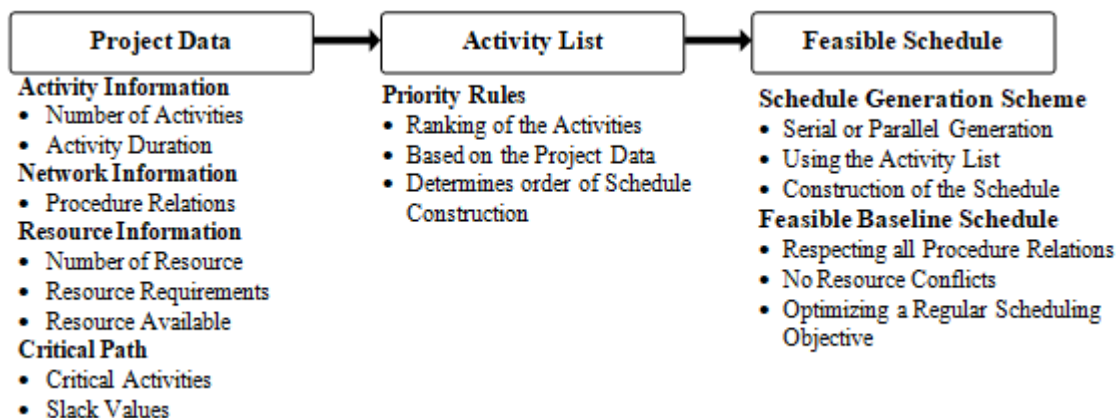 Project Data
Activity Information
• Number of Activities
• Activity Duration
Network Information
• Procedure Relations
Resource Information
• Number of Resource
• Resource Requirements
• Resource Available
Critical Path
• Critical Activities
• Slack Values
Activity List
Priority Rules
• Ranking of the Activities
• Based on the Project Data
• Determines order of Schedule
Construction
Feasible Schedule
Schedule Generation Scheme
• Serial or Parallel Generation
• Using the Activity List
• Construction of the Schedule
Feasible Baseline Schedule
• Respecting all Procedure Relations
• No Resource Conflicts
• Optimizing a Regular Scheduling
Objective